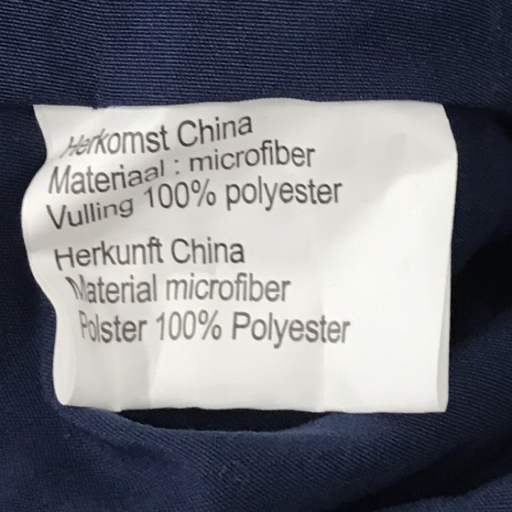 Herkomst China
Materiaal : microfiber
Vulling 100% polyester
Herkunft China
Material microfiber
Polster 100% Polyester